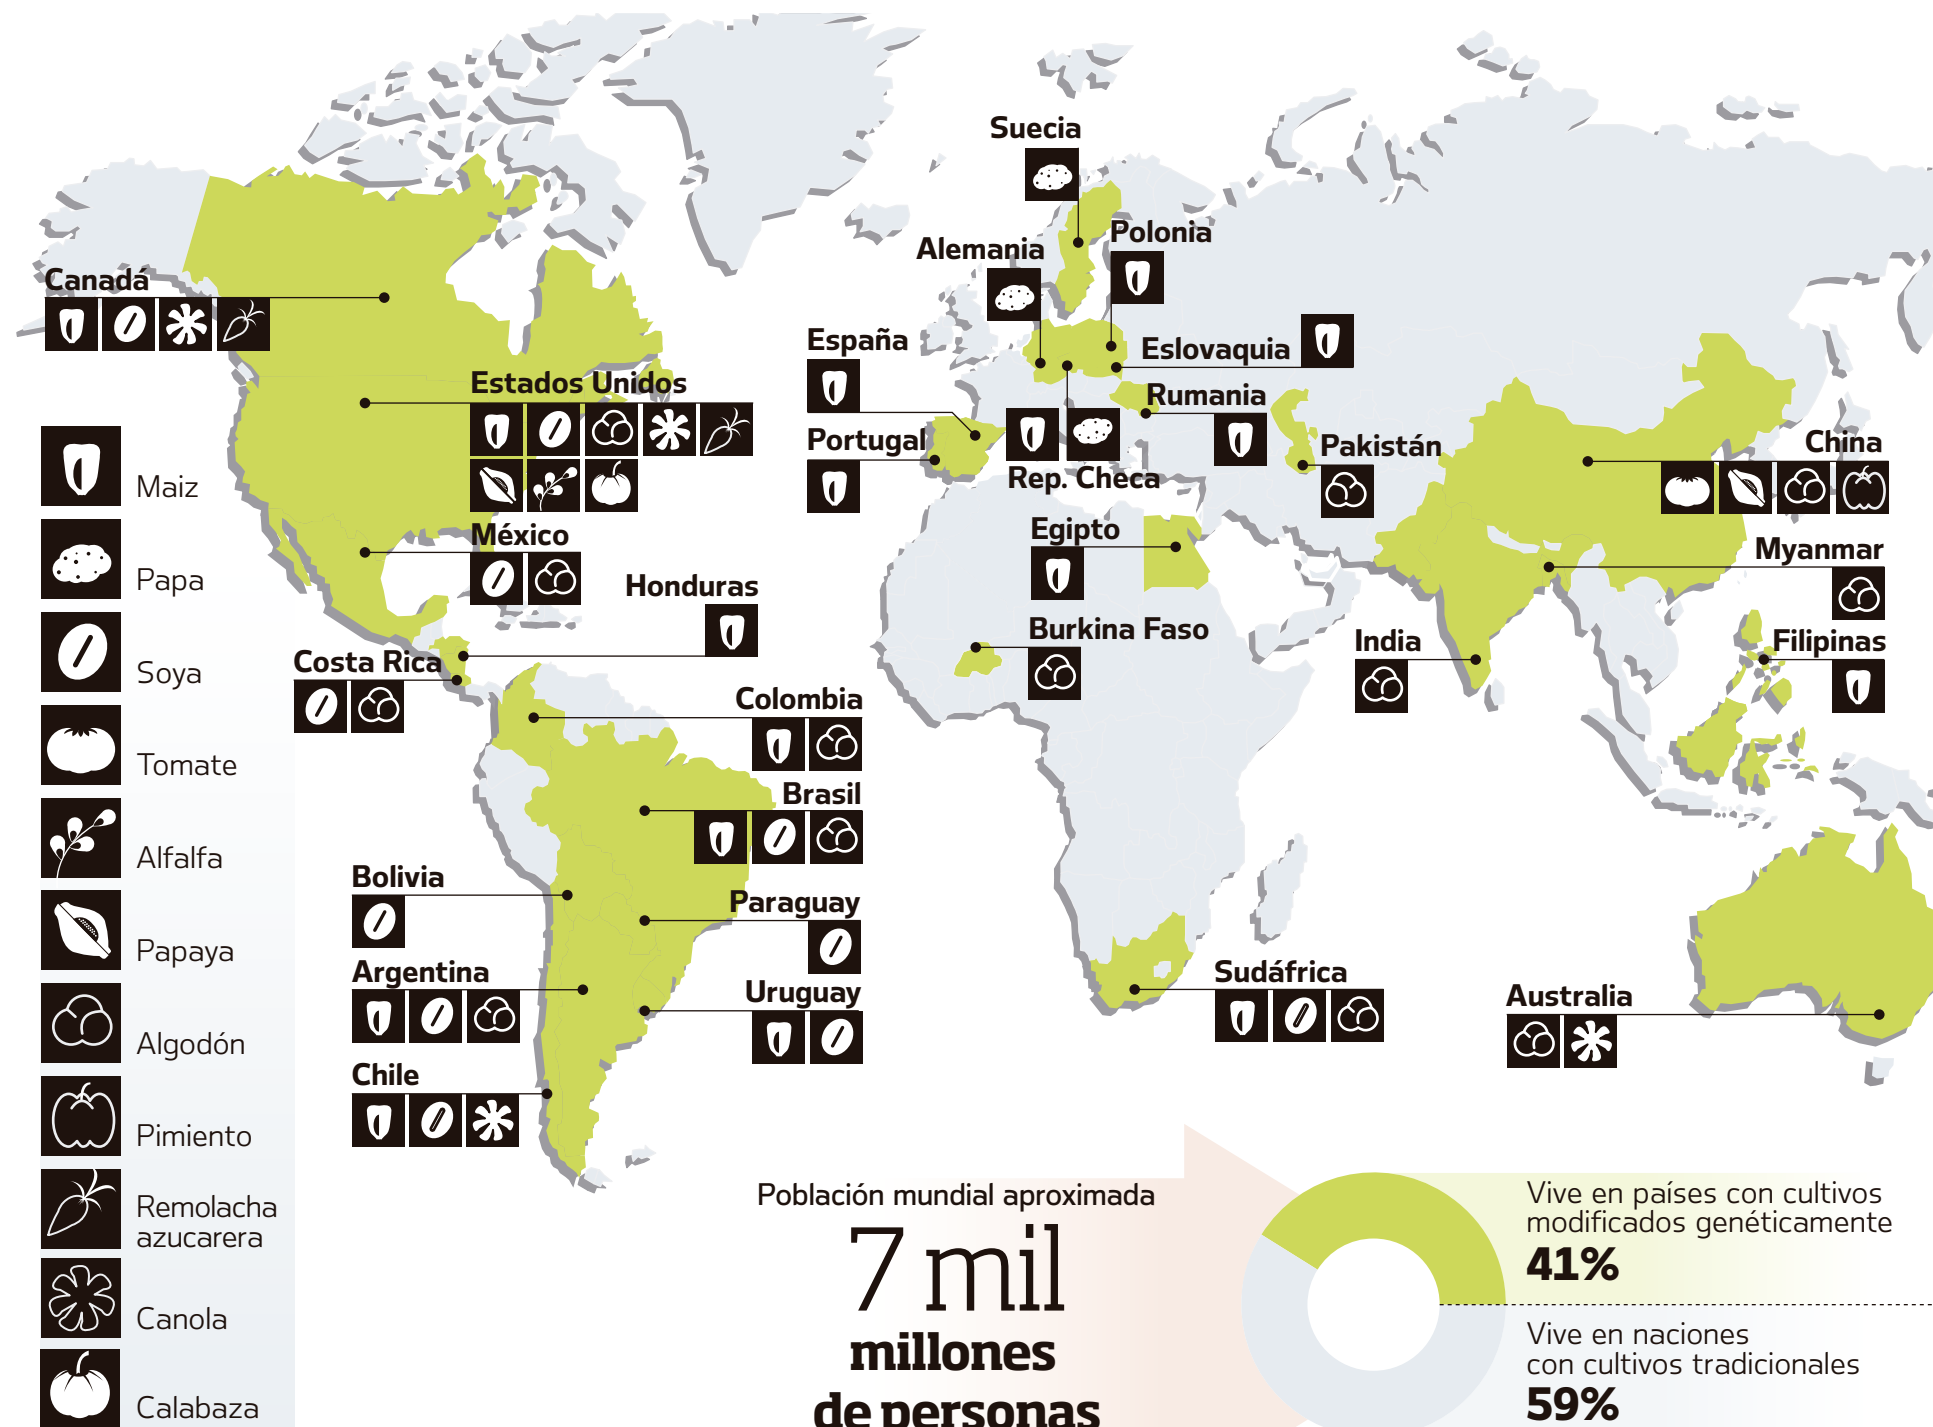 Suecia
Alemania
Polonia
Canadá
España
Eslovaquia
Estados Unidos
Rumania
Portugal
Pakistán
China
Rep. Checa
México
Egipto
Myanmar
Honduras
Burkina Faso
India
Filipinas
Costa Rica
Colombia
Brasil
Bolivia
Paraguay
Argentina
Uruguay
Sudáfrica
Australia
Chile
Maiz
Papa
Soya
Tomate
Alfalfa
Papaya
Algodón
Pimiento
Remolacha
azucarera
Canola
Calabaza
Población mundial aproximada
7 mil
millones
de personas
Vive en países con cultivos
modificados genéticamente
41%
Vive en naciones
con cultivos tradicionales
59%